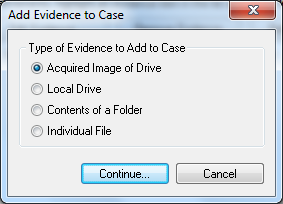 Add Evidence to Case
Type of Evidence to Add to Case
Acquired Image of Drive
Local Drive
Contents of a Folder
Individual File
Continue... Cancel